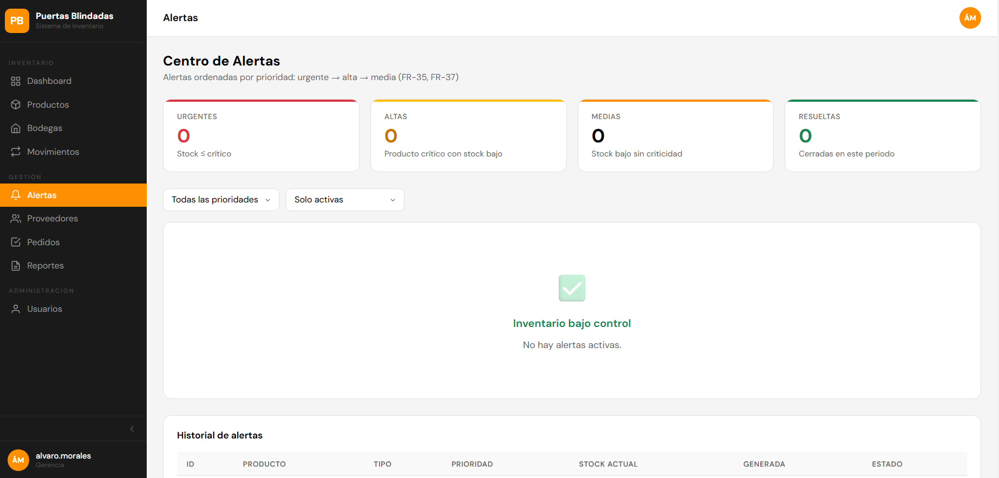 PB
Puertas Blindadas
Sistema de Inventario
INVENTARIO
Dashboard
Productos
Bodegas
Movimientos
GESTIÓN
Alertas
Proveedores
Pedidos
Reportes
ADMINISTRACIÓN
Usuarios
ÁM
alvaro.morales
Gerencia
Alertas
ÁM
Centro de Alertas
Alertas ordenadas por prioridad: urgente → alta → media (FR-35, FR-37)
URGENTES
0
Stock ≤ crítico
ALTAS
0
Producto crítico con stock bajo
MEDIAS
0
Stock bajo sin criticidad
RESUELTAS
0
Cerradas en este periodo
Todas las prioridades
Solo activas
Inventario bajo control
No hay alertas activas.
Historial de alertas
ID PRODUCTO TIPO PRIORIDAD STOCK ACTUAL GENERADA ESTADO